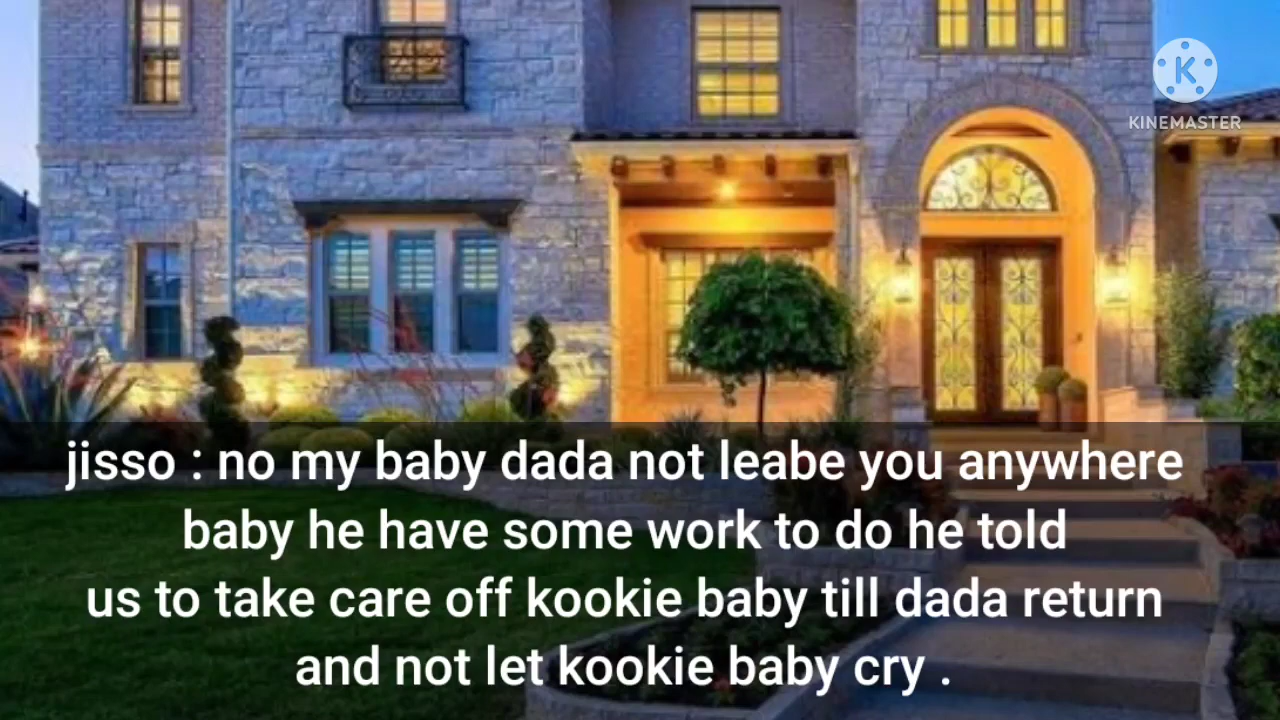 KINEMASTER
jisso : no my baby dada not leabe you anywhere
baby he have some work to do he told
us to take care off kookie baby till dada return
and not let kookie baby cry .